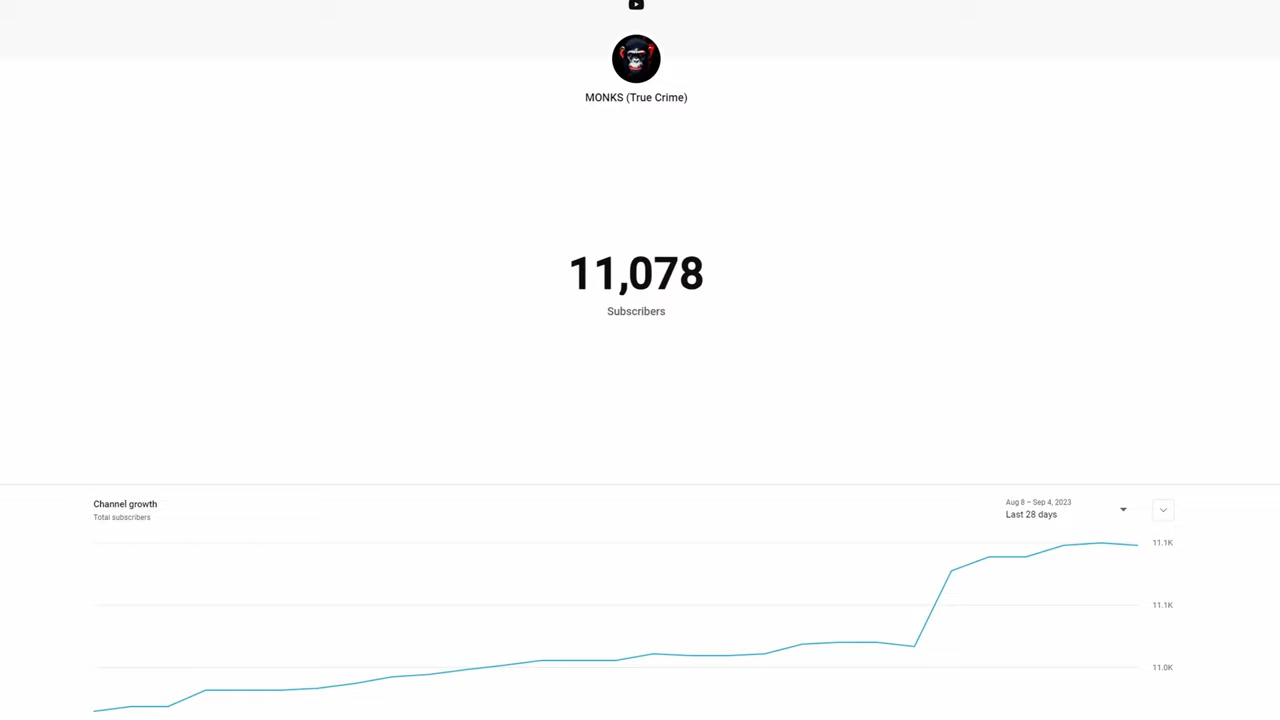 MONKS (True Crime)
11,078
Subscribers
Channel growth
Total subscribers
Aug 8 – Sep 4, 2023
Last 28 days
11.1K
11.1K
11.0K